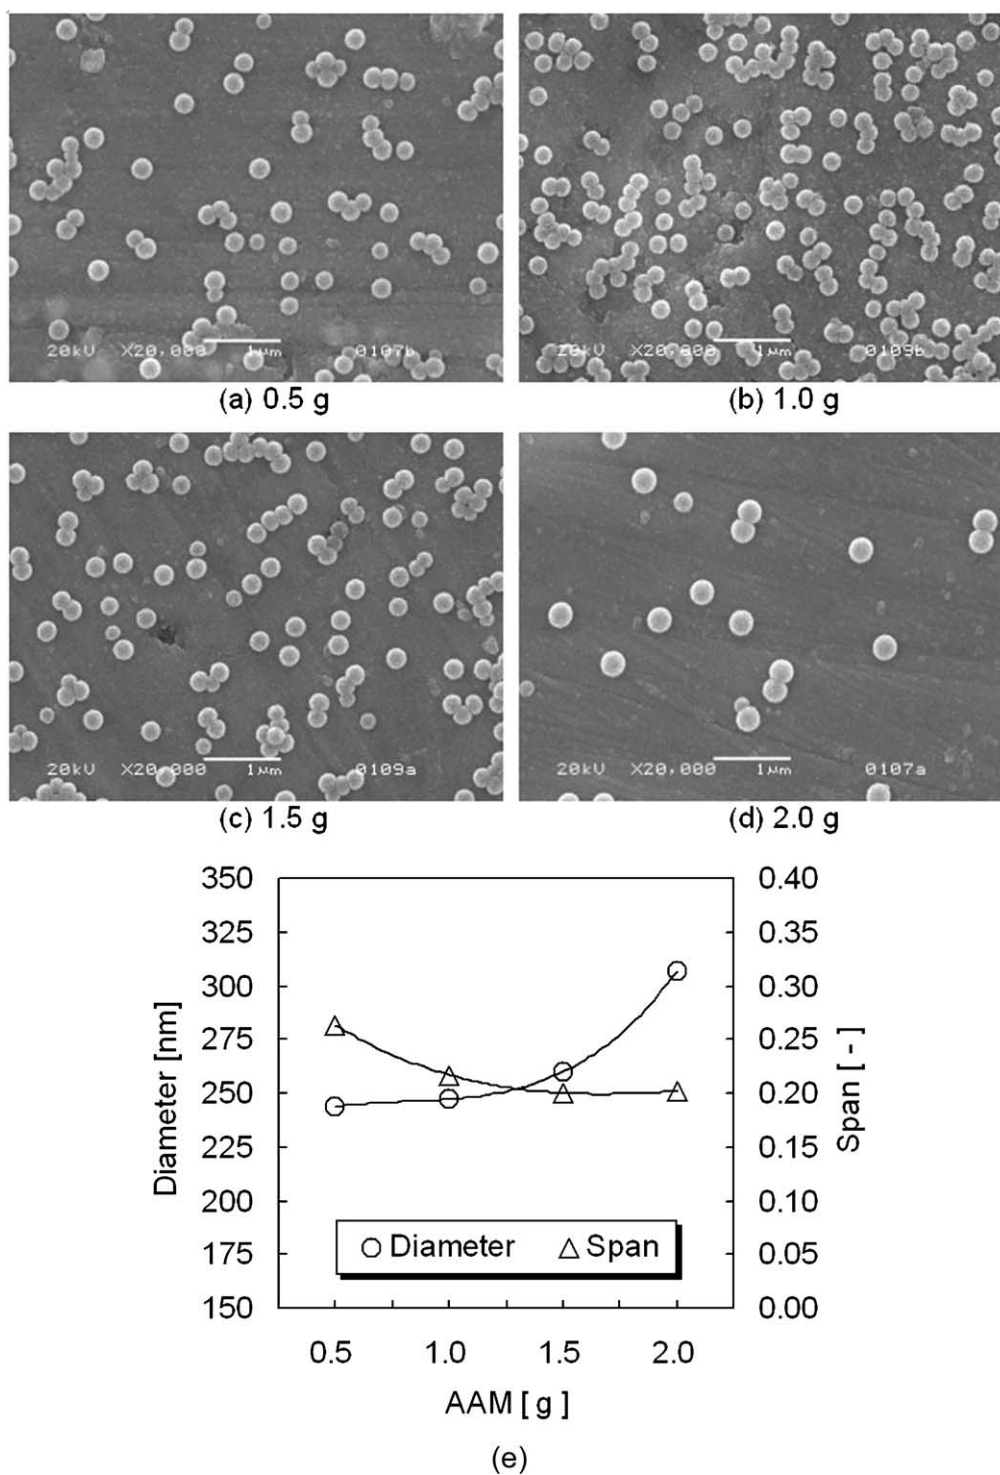 20kV X20,000 1μm 0107b
(a) 0.5 g
20kV X20,000 1μm 0109b
(b) 1.0 g
20kV X20,000 1μm 0109a
(c) 1.5 g
20kV X20,000 1μm 0107a
(d) 2.0 g
350
325
300
275
250
225
200
175
150
Diameter [nm]
0.40
0.35
0.30
0.25
0.20
0.15
0.10
0.05
0.00
Span [ - ]
Diameter Span
0.5 1.0 1.5 2.0
AAM [ g ]
(e)